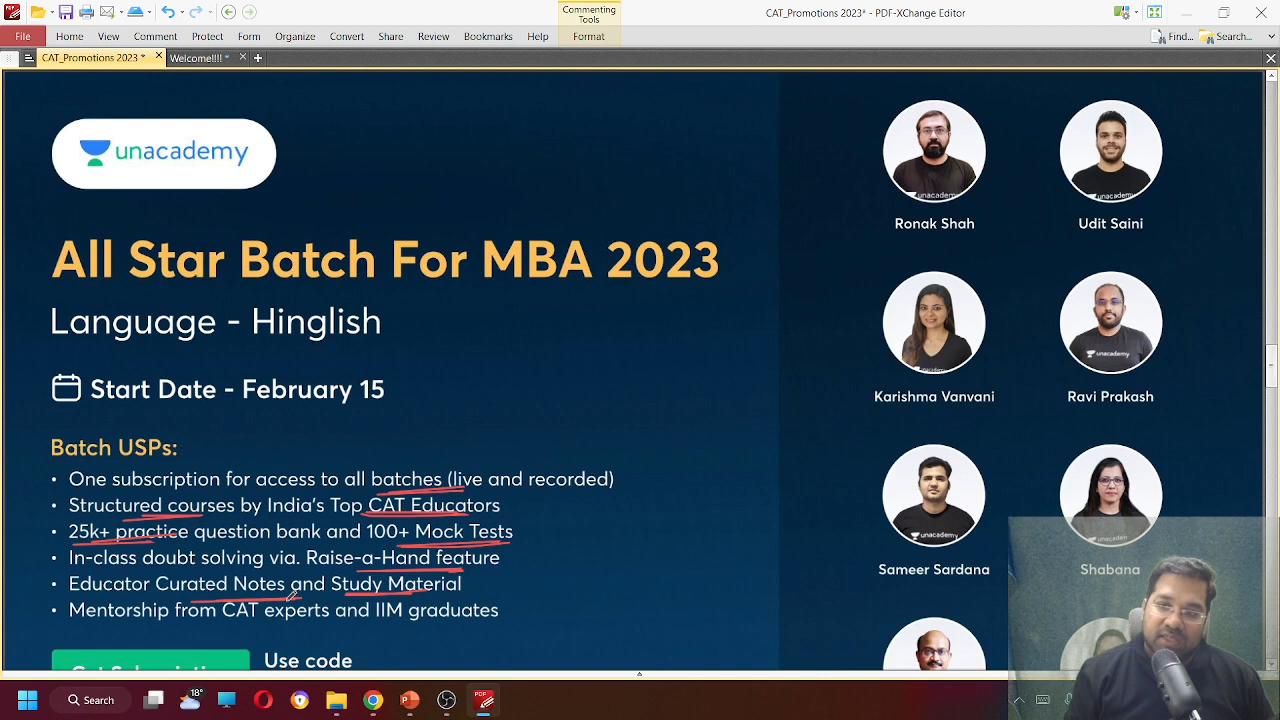 Commenting
Tools
CAT_Promotions 2023* - PDF-XChange Editor
File Home View Comment Protect Form Organize Convert Share Review Bookmarks Help Format Find... Search...
CAT_Promotions 2023 * Welcome!!!! *
unacademy
All Star Batch For MBA 2023
Language - Hinglish
Start Date - February 15
Batch USPs:
• One subscription for access to all batches (live and recorded)
• Structured courses by India's Top CAT Educators
• 25k+ practice question bank and 100+ Mock Tests
• In-class doubt solving via. Raise-a-Hand feature
• Educator Curated Notes and Study Material
• Mentorship from CAT experts and IIM graduates
Use code
unacademy
unacademy
Ronak Shah
Udit Saini
unacademy
Karishma Vanvani
Ravi Prakash
Sameer Sardana
Shabana
18°
Search